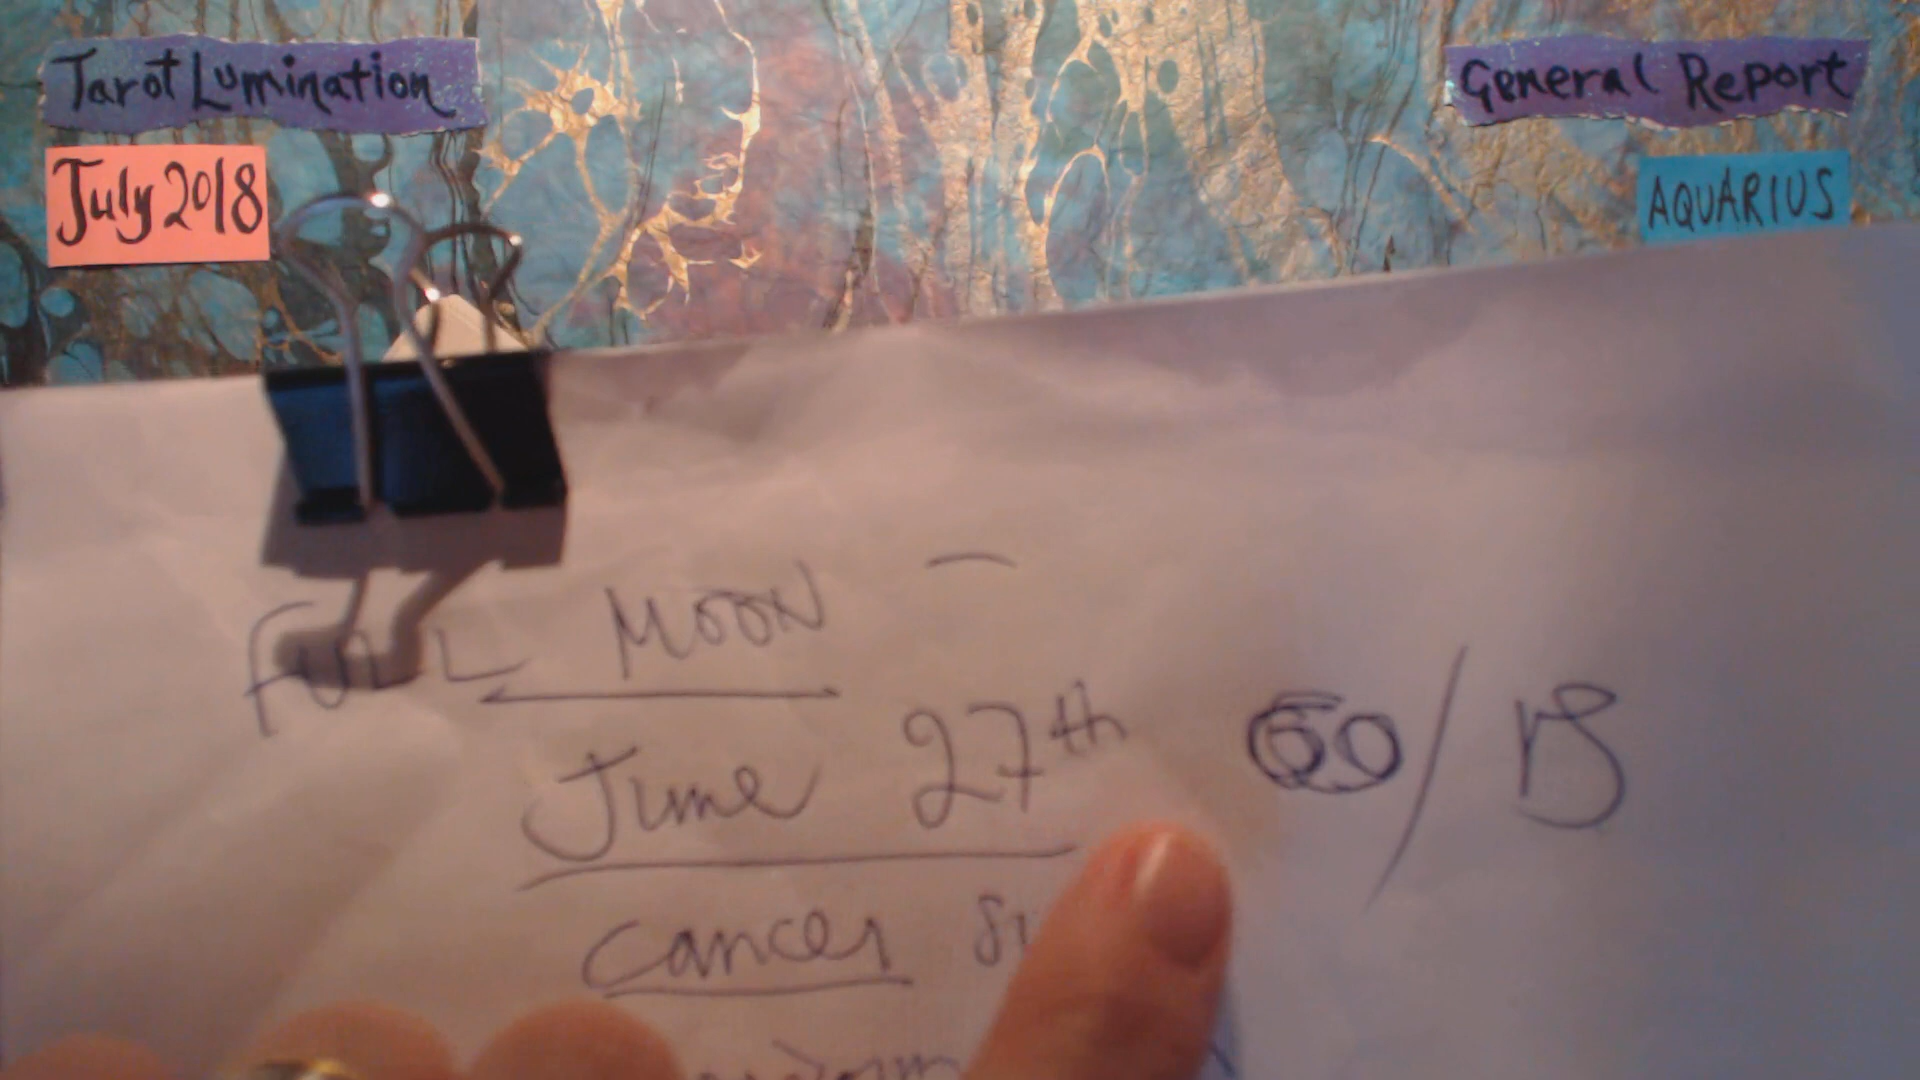 Tarot Lumination
General Report
July 2018
AQUARIUS
FULL MOON
June 27th ♋/♑
Cancer